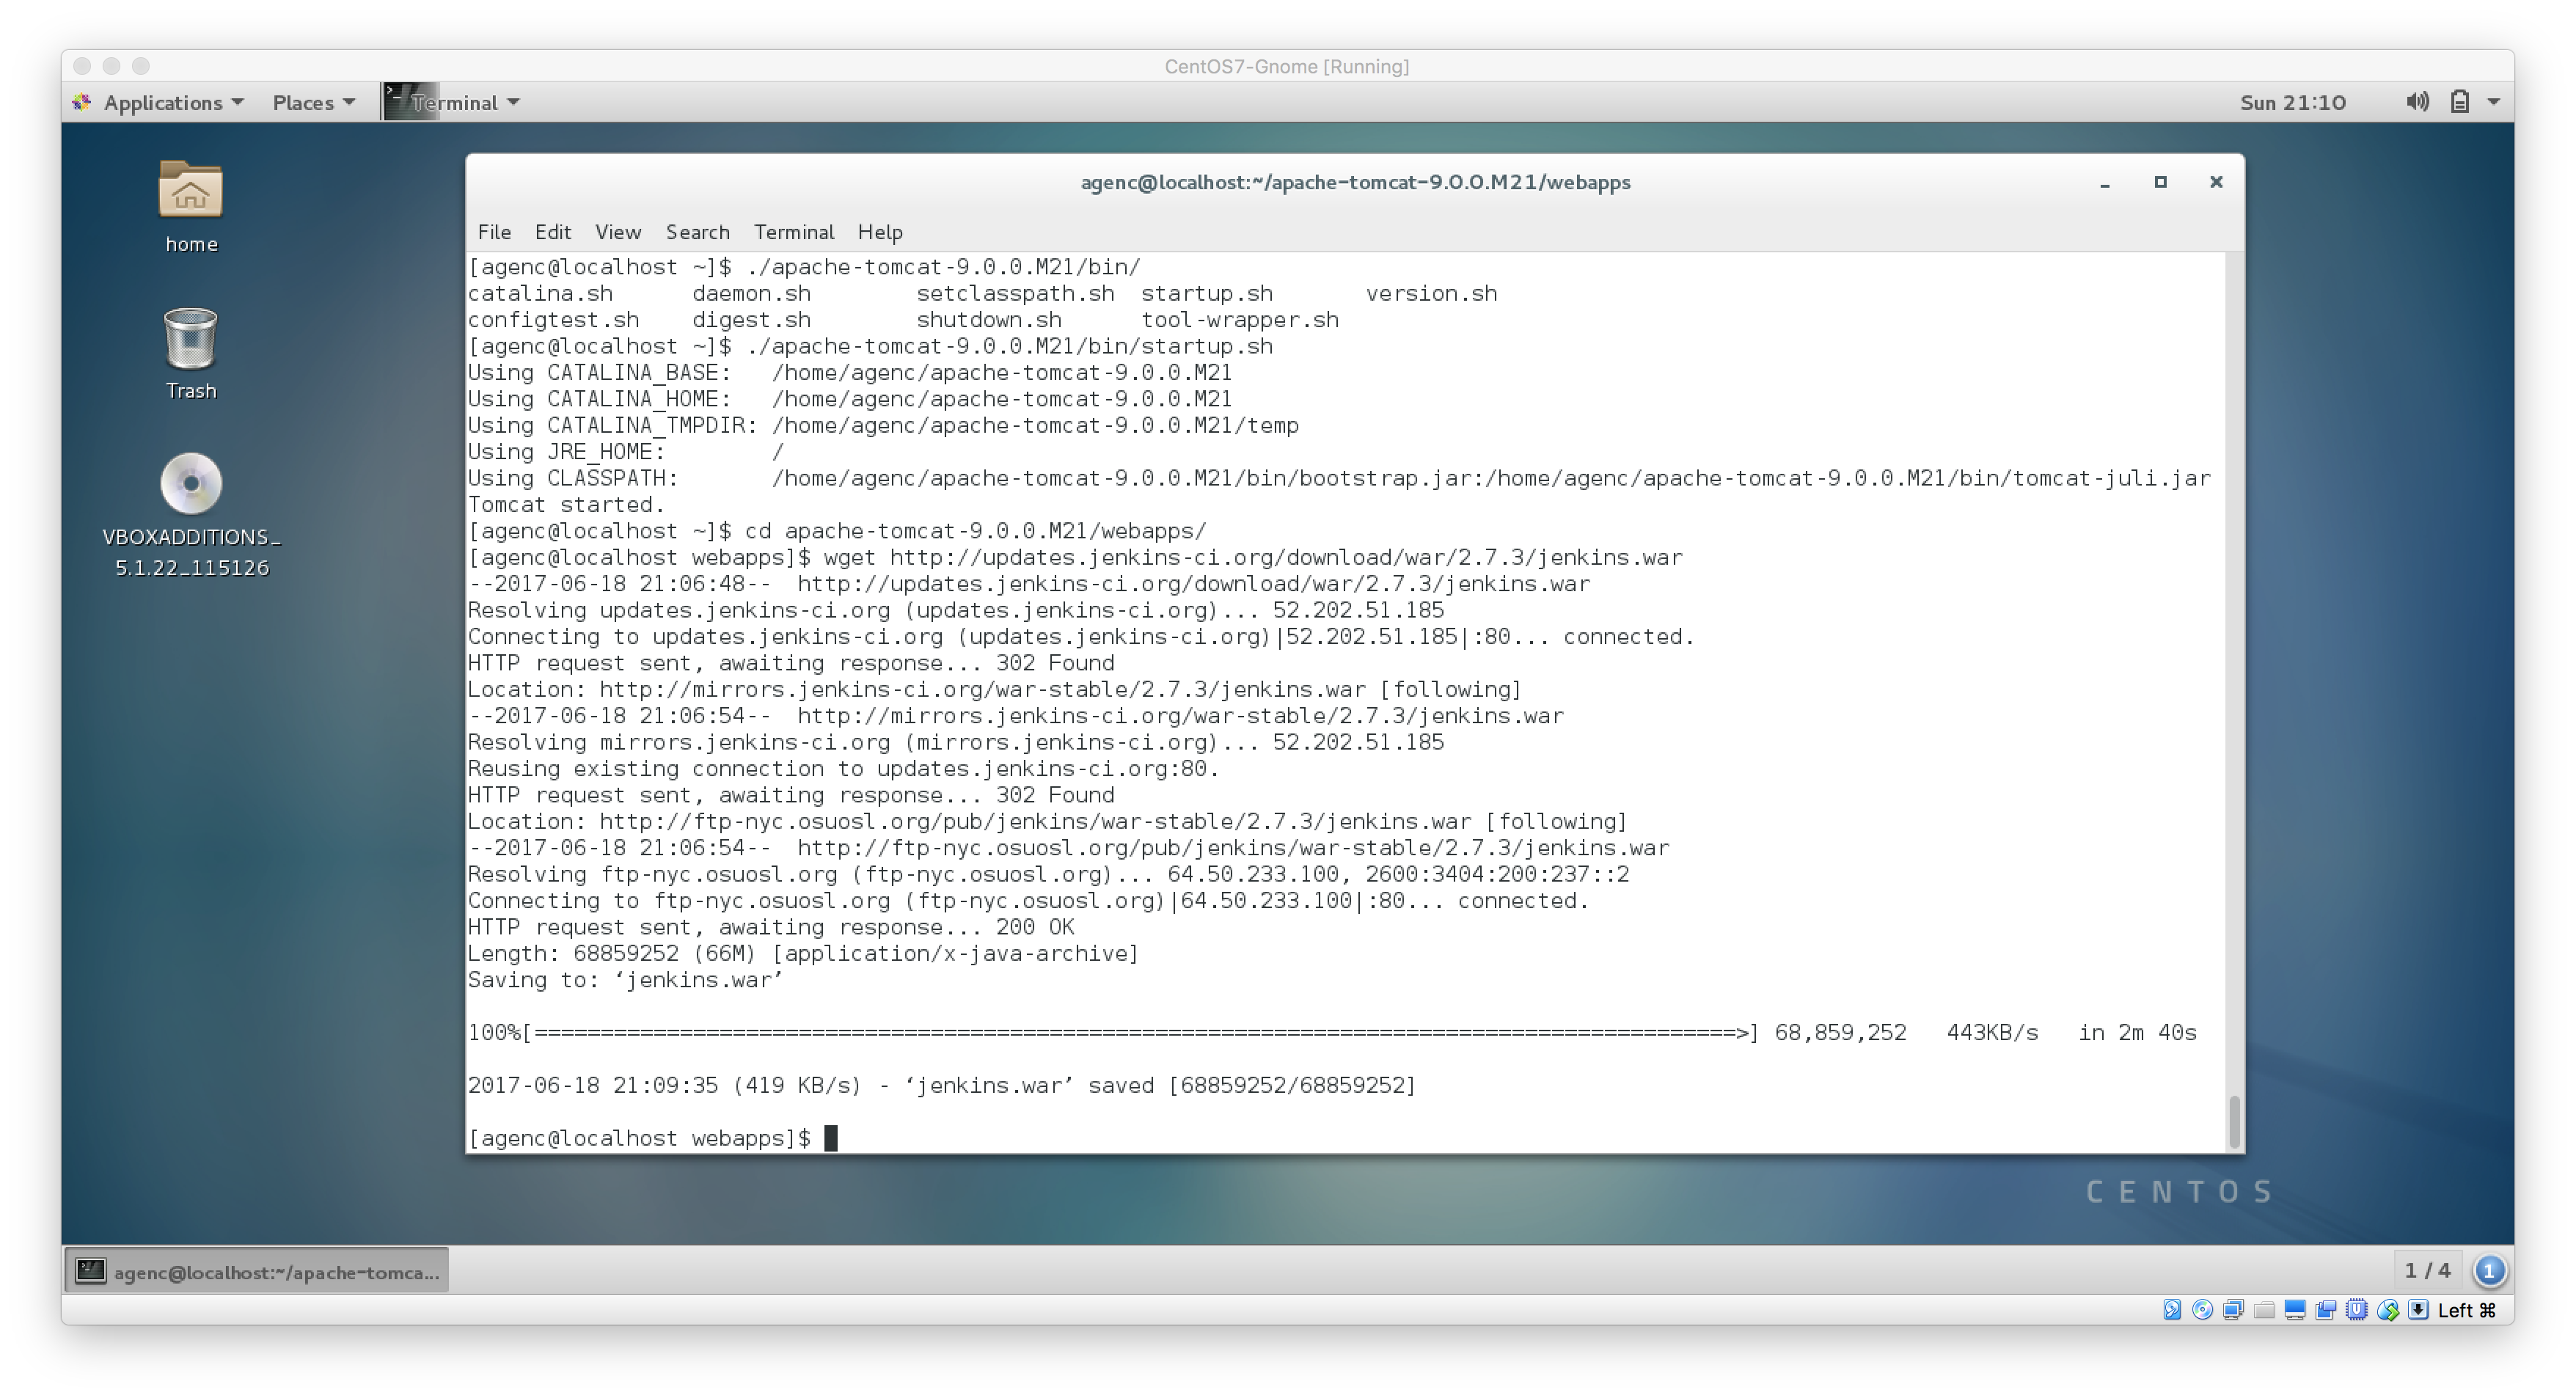 CentOS7-Gnome [Running]
Applications Places Terminal Sun 21:10
home
Trash
VBOXADDITIONS_
5.1.22_115126
agenc@localhost:~/apache-tomcat-9.0.0.M21/webapps
File Edit View Search Terminal Help
[agenc@localhost ~]$ ./apache-tomcat-9.0.0.M21/bin/
catalina.sh      daemon.sh        setclasspath.sh  startup.sh       version.sh
configtest.sh    digest.sh        shutdown.sh      tool-wrapper.sh
[agenc@localhost ~]$ ./apache-tomcat-9.0.0.M21/bin/startup.sh
Using CATALINA_BASE:   /home/agenc/apache-tomcat-9.0.0.M21
Using CATALINA_HOME:   /home/agenc/apache-tomcat-9.0.0.M21
Using CATALINA_TMPDIR: /home/agenc/apache-tomcat-9.0.0.M21/temp
Using JRE_HOME:        /
Using CLASSPATH:       /home/agenc/apache-tomcat-9.0.0.M21/bin/bootstrap.jar:/home/agenc/apache-tomcat-9.0.0.M21/bin/tomcat-juli.jar
Tomcat started.
[agenc@localhost ~]$ cd apache-tomcat-9.0.0.M21/webapps/
[agenc@localhost webapps]$ wget http://updates.jenkins-ci.org/download/war/2.7.3/jenkins.war
--2017-06-18 21:06:48--  http://updates.jenkins-ci.org/download/war/2.7.3/jenkins.war
Resolving updates.jenkins-ci.org (updates.jenkins-ci.org)... 52.202.51.185
Connecting to updates.jenkins-ci.org (updates.jenkins-ci.org)|52.202.51.185|:80... connected.
HTTP request sent, awaiting response... 302 Found
Location: http://mirrors.jenkins-ci.org/war-stable/2.7.3/jenkins.war [following]
--2017-06-18 21:06:54--  http://mirrors.jenkins-ci.org/war-stable/2.7.3/jenkins.war
Resolving mirrors.jenkins-ci.org (mirrors.jenkins-ci.org)... 52.202.51.185
Reusing existing connection to updates.jenkins-ci.org:80.
HTTP request sent, awaiting response... 302 Found
Location: http://ftp-nyc.osuosl.org/pub/jenkins/war-stable/2.7.3/jenkins.war [following]
--2017-06-18 21:06:54--  http://ftp-nyc.osuosl.org/pub/jenkins/war-stable/2.7.3/jenkins.war
Resolving ftp-nyc.osuosl.org (ftp-nyc.osuosl.org)... 64.50.233.100, 2600:3404:200:237::2
Connecting to ftp-nyc.osuosl.org (ftp-nyc.osuosl.org)|64.50.233.100|:80... connected.
HTTP request sent, awaiting response... 200 OK
Length: 68859252 (66M) [application/x-java-archive]
Saving to: ‘jenkins.war’
100%[===========================================================================================>] 68,859,252   443KB/s   in 2m 40s
2017-06-18 21:09:35 (419 KB/s) - ‘jenkins.war’ saved [68859252/68859252]
[agenc@localhost webapps]$
CENTOS
agenc@localhost:~/apache-tomca... 1 / 4 1
Left ⌘